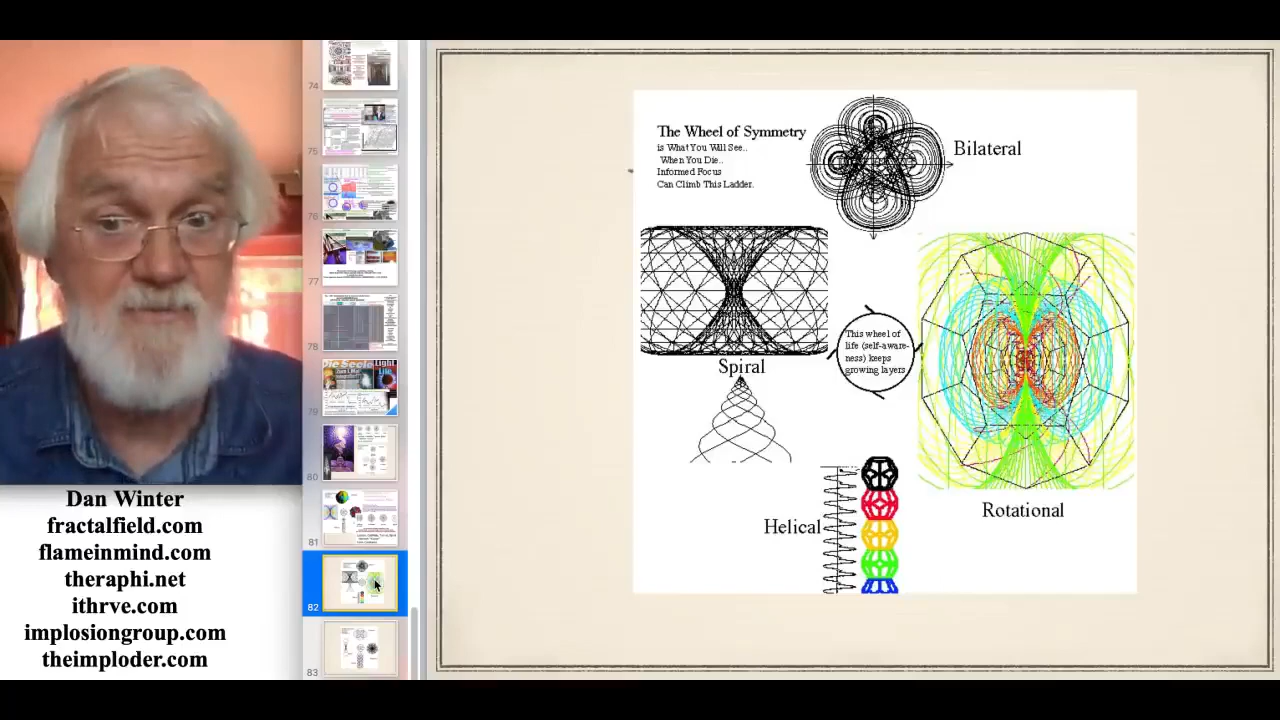 Dan Winter
fractalfield.com
flamenmind.com
theraphi.net
ithrve.com
implosiongroup.com
theimploder.com
74
75
76
77
78
79
80
81
82
83
The Wheel of Symmetry
is What You Will See..
When You Die..
Informed Focus
Can Climb This Ladder.
Bilateral
Spiral
This wheel of
life (self-aware-
ness) keeps
growing layers
Helical
Rotational